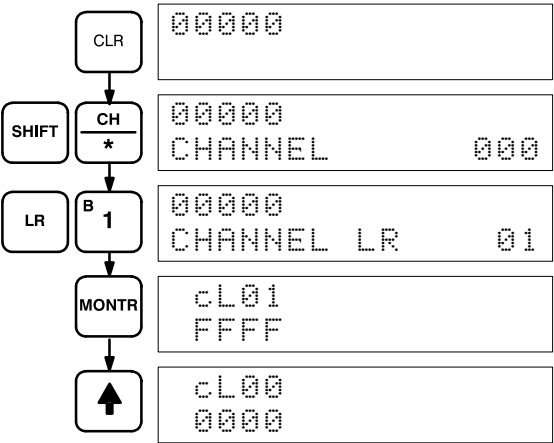 CLR
00000
SHIFT
CH
*
00000
CHANNEL 000
LR
B
1
00000
CHANNEL LR 01
MONTR
cL01
FFFF
cL00
0000